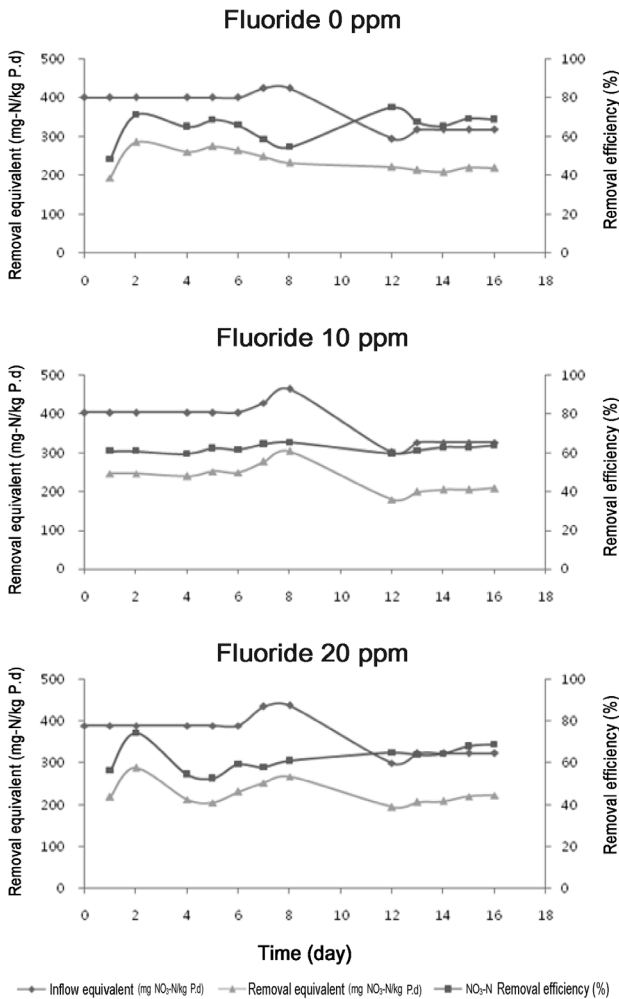 Fluoride 0 ppm
Removal equivalent (mg-N/kg P.d)
500
400
300
200
100
0
100
80
60
40
20
0
Removal efficiency (%)
0 2 4 6 8 10 12 14 16 18
Fluoride 10 ppm
Removal equivalent (mg-N/kg P.d)
500
400
300
200
100
0
100
80
60
40
20
0
Removal efficiency (%)
0 2 4 6 8 10 12 14 16 18
Fluoride 20 ppm
Removal equivalent (mg-N/kg P.d)
500
400
300
200
100
0
100
80
60
40
20
0
Removal efficiency (%)
0 2 4 6 8 10 12 14 16 18
Time (day)
Inflow equivalent (mg NO₃-N/kg P.d) Removal equivalent (mg NO₃-N/kg P.d) NO₃-N Removal efficiency (%)